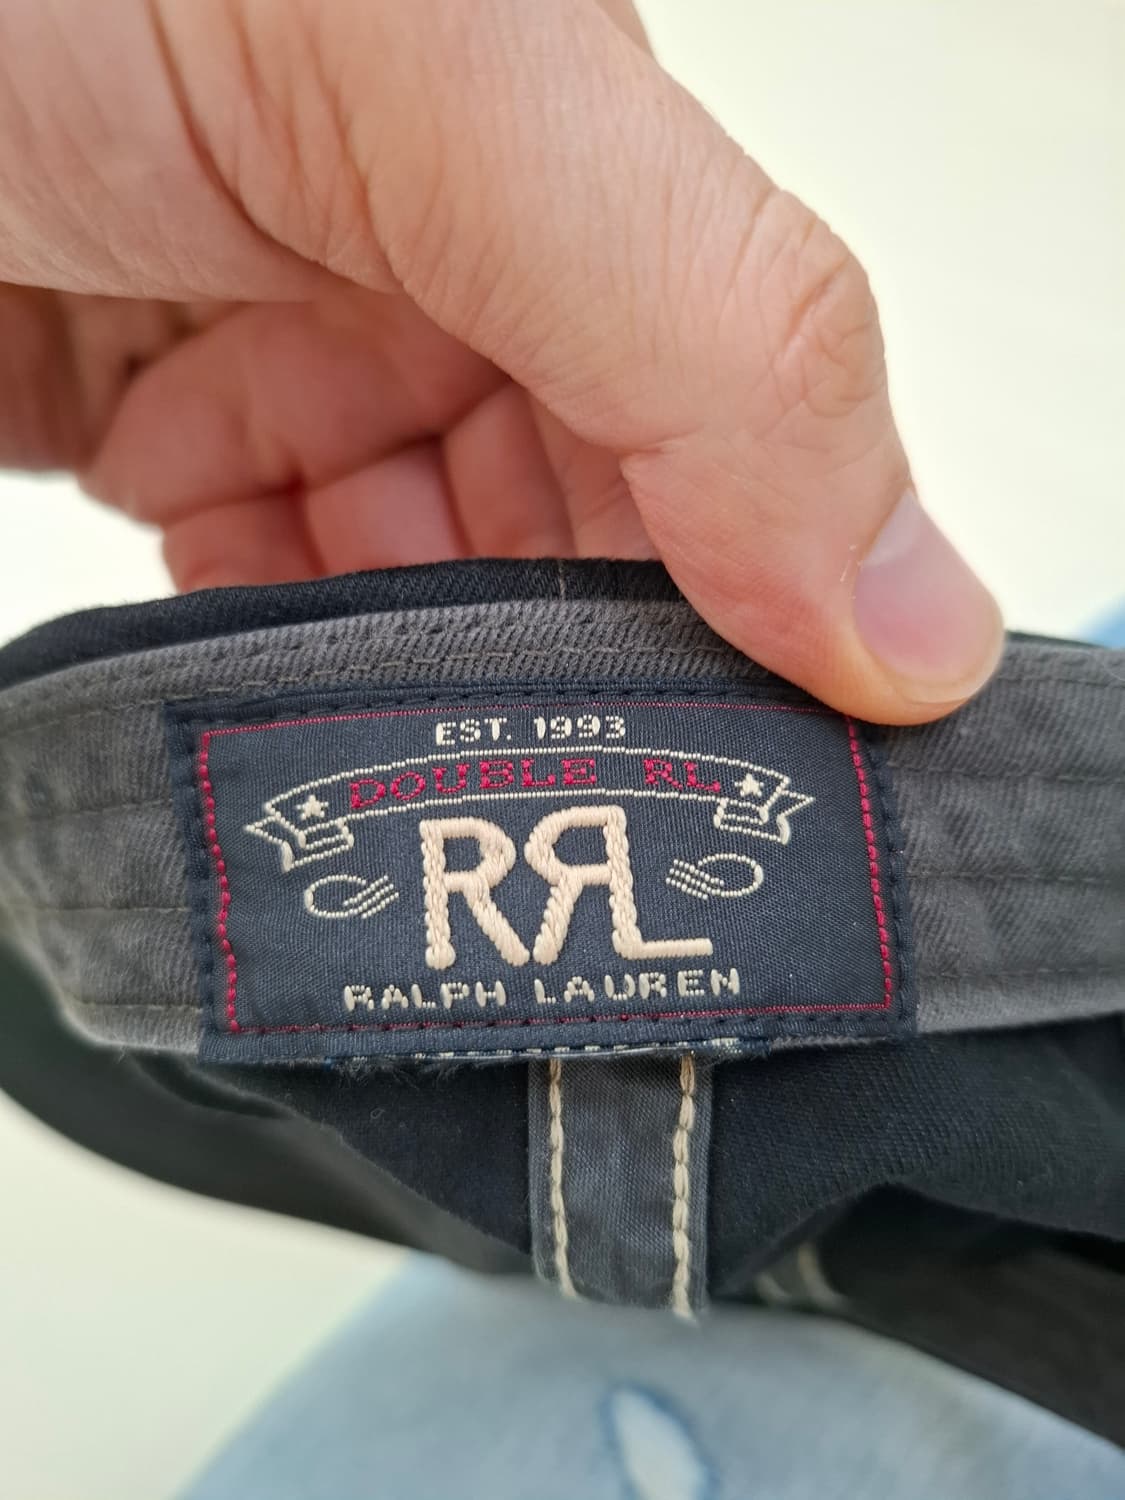 EST. 1993
DOUBLE RL
RRL
RALPH LAUREN